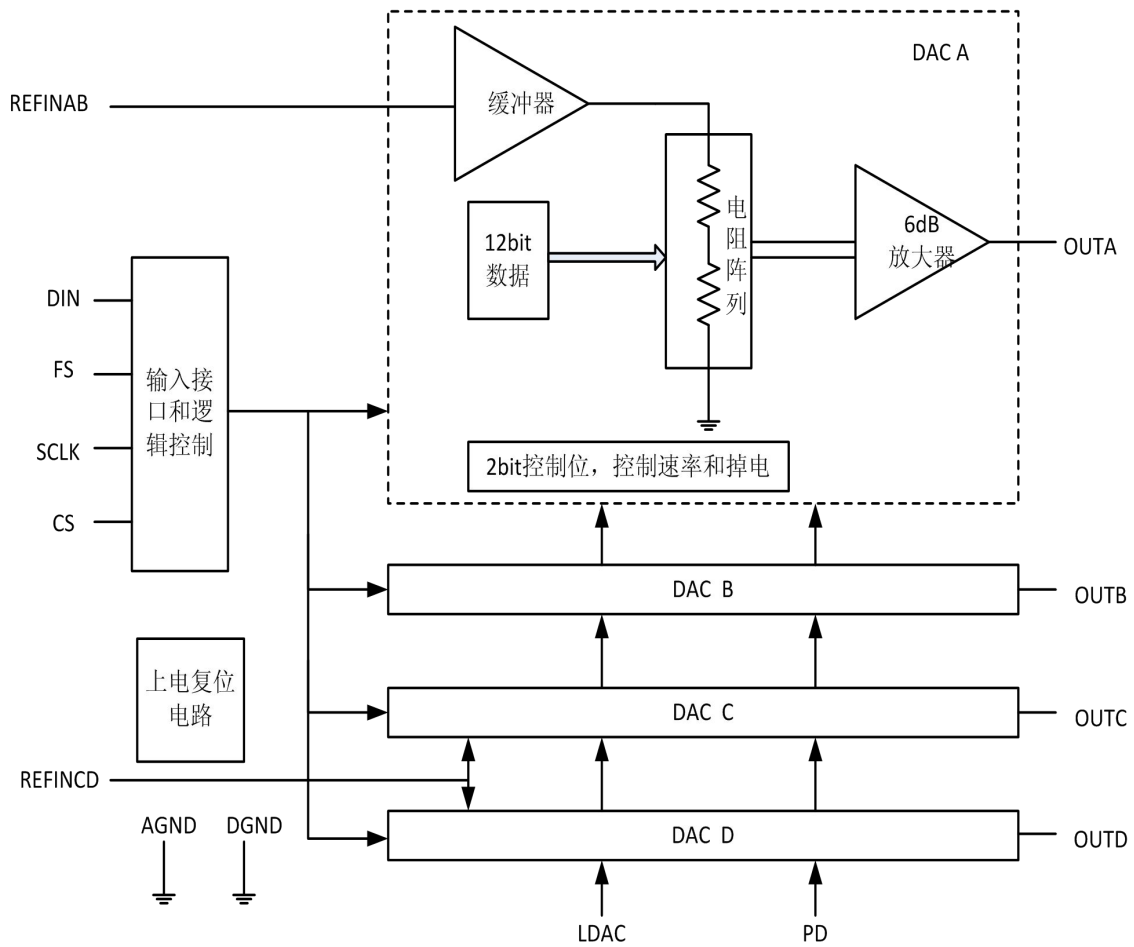 DAC A
REFINAB
缓冲器
电
阻
阵
列
6dB
放大器
OUTA
12bit
数据
DIN
FS
SCLK
CS
输入接
口和逻
辑控制
2bit控制位，控制速率和掉电
DAC B
OUTB
上电复位
电路
DAC C
OUTC
REFINCD
AGND
DGND
DAC D
OUTD
LDAC
PD